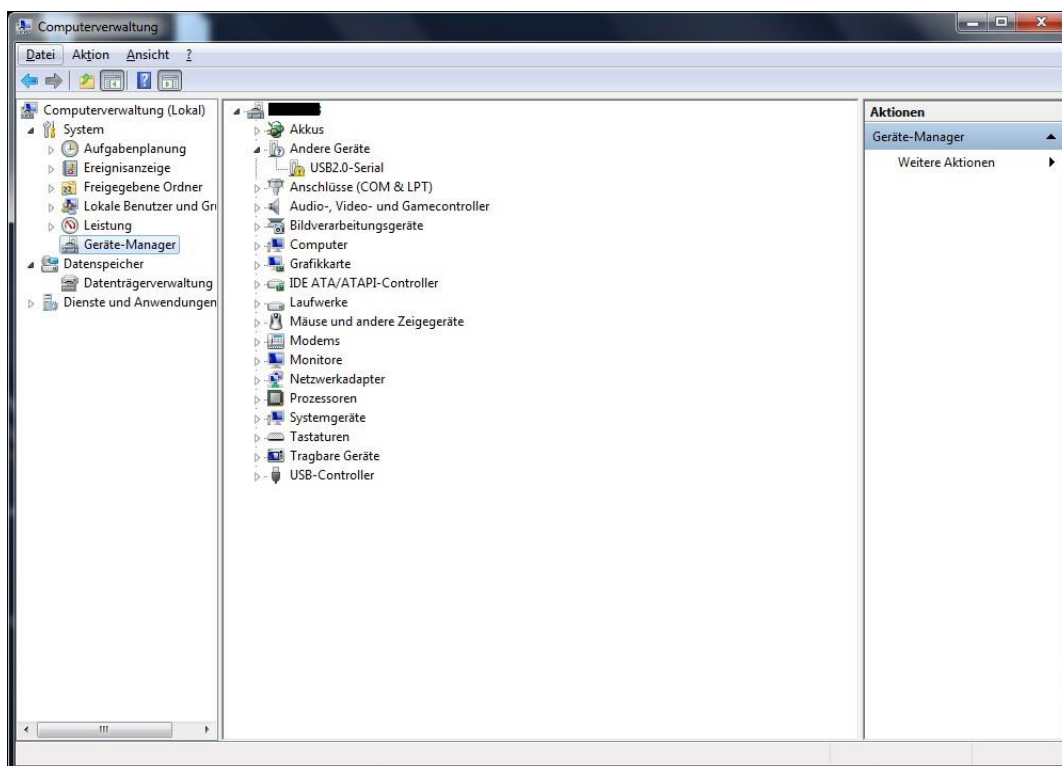 Computerverwaltung
Datei Aktion Ansicht ?
Computerverwaltung (Lokal)
System
Aufgabenplanung
Ereignisanzeige
Freigegebene Ordner
Lokale Benutzer und Gru
Leistung
Geräte-Manager
Datenspeicher
Datenträgerverwaltung
Dienste und Anwendungen
Akkus
Andere Geräte
USB2.0-Serial
Anschlüsse (COM & LPT)
Audio-, Video- und Gamecontroller
Bildverarbeitungsgeräte
Computer
Grafikkarte
IDE ATA/ATAPI-Controller
Laufwerke
Mäuse und andere Zeigegeräte
Modems
Monitore
Netzwerkadapter
Prozessoren
Systemgeräte
Tastaturen
Tragbare Geräte
USB-Controller
Aktionen
Geräte-Manager
Weitere Aktionen